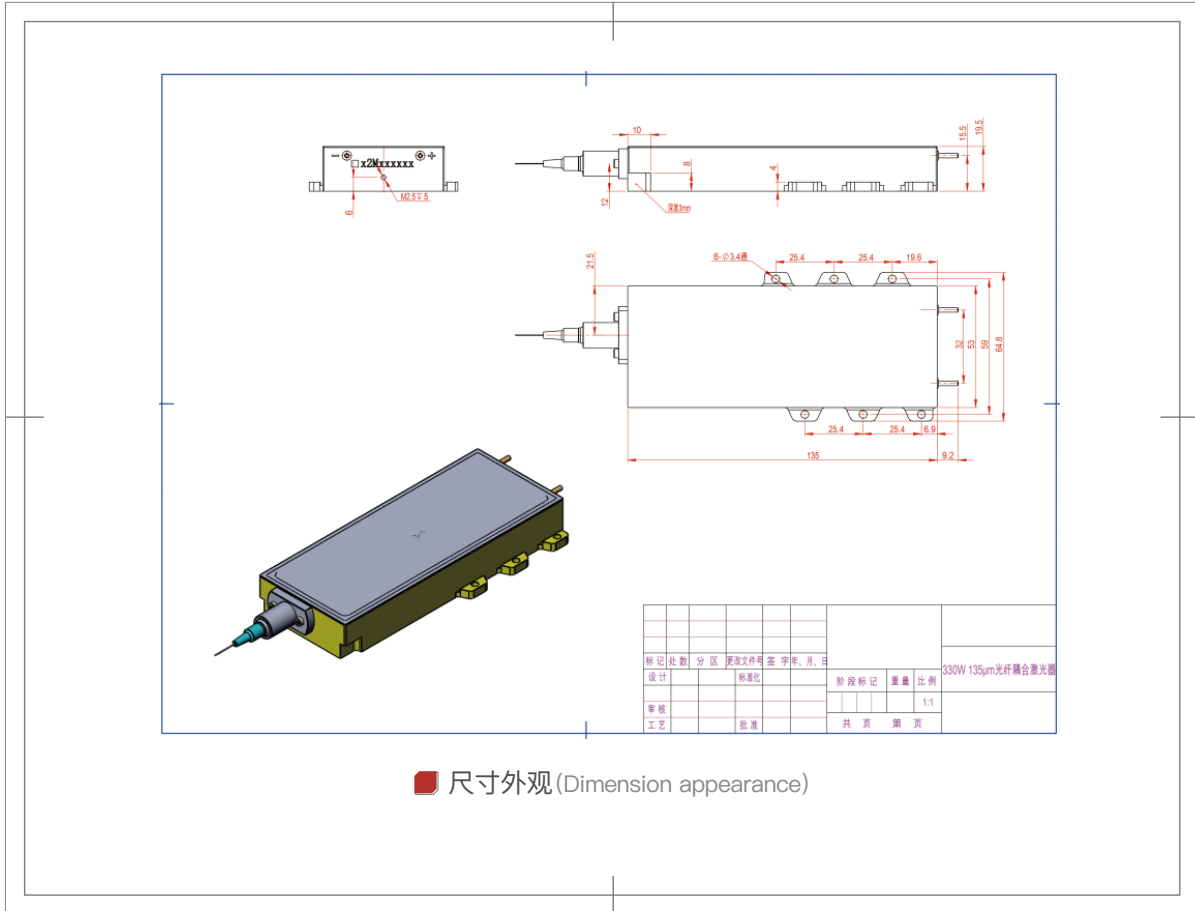 10
15.5
19.5
− +
□x2Mxxxxxx
8
4
M2.5↧5
6
12
深度3mm
6-∅3.4通
25.4
25.4
19.6
21.5
32
53
59
64.8
25.4
25.4
6.9
135
9.2
标记 处数 分区 更改文件号 签字 年、月、日
设计 标准化
阶段标记 重量 比例
330W 135μm光纤耦合激光器
1:1
审核
工艺 批准
共 页 第 页
尺寸外观(Dimension appearance)